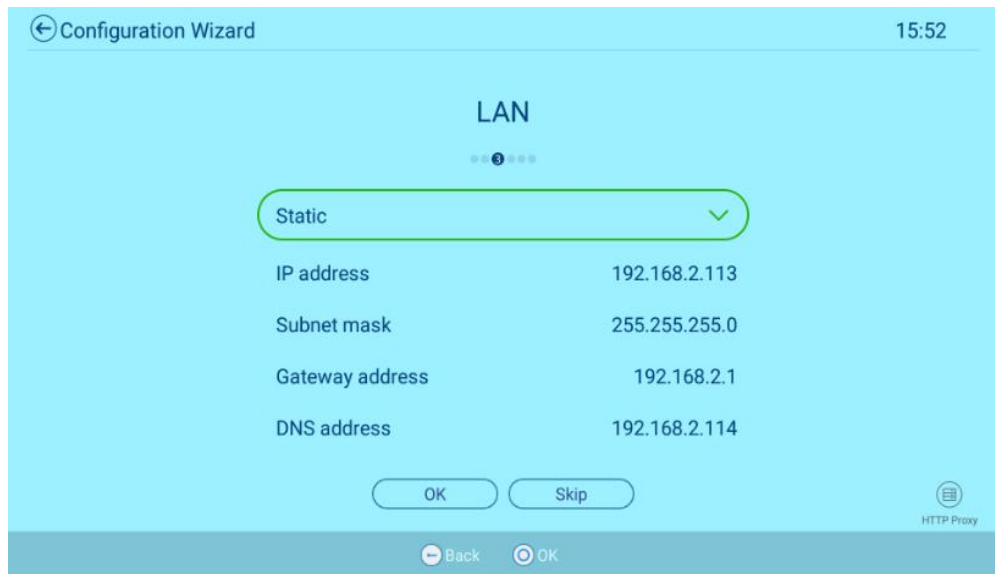 Configuration Wizard 15:52
LAN
3
Static
IP address 192.168.2.113
Subnet mask 255.255.255.0
Gateway address 192.168.2.1
DNS address 192.168.2.114
OK Skip
HTTP Proxy
Back OK